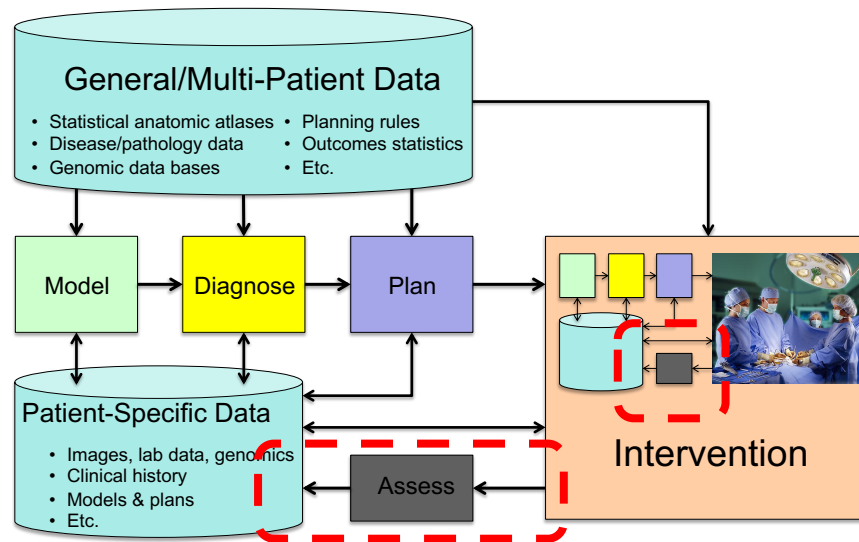 General/Multi-Patient Data
• Statistical anatomic atlases
• Disease/pathology data
• Genomic data bases
• Planning rules
• Outcomes statistics
• Etc.
Model
Diagnose
Plan
Patient-Specific Data
• Images, lab data, genomics
• Clinical history
• Models & plans
• Etc.
Assess
Intervention